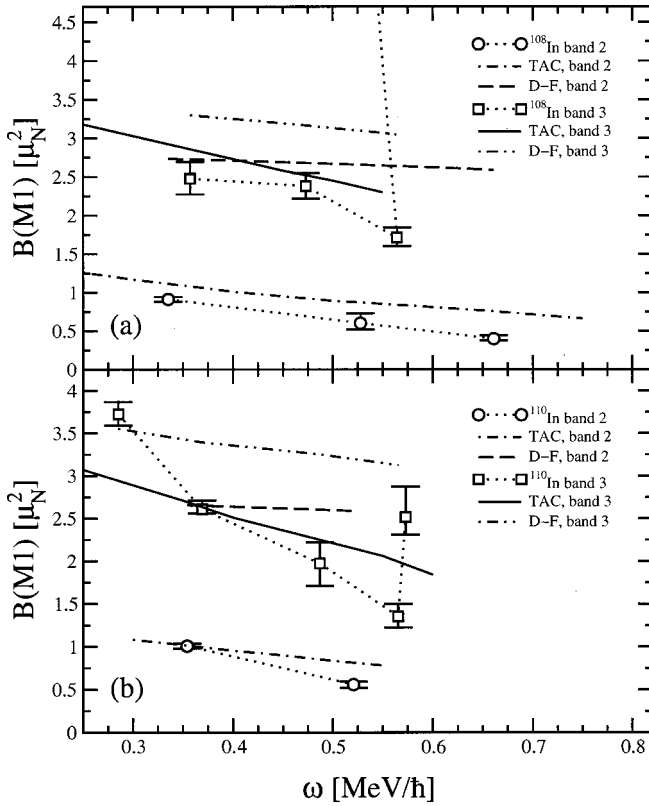 4.5
4
3.5
3
2.5
2
1.5
1
0.5
0
B(M1) [μ²N]
(a)
¹⁰⁸In band 2
TAC, band 2
D−F, band 2
¹⁰⁸In band 3
TAC, band 3
D−F, band 3
4
3.5
3
2.5
2
1.5
1
0.5
0
B(M1) [μ²N]
(b)
¹¹⁰In band 2
TAC, band 2
D−F, band 2
¹¹⁰In band 3
TAC, band 3
D−F, band 3
0.3 0.4 0.5 0.6 0.7 0.8
ω [MeV/ħ]